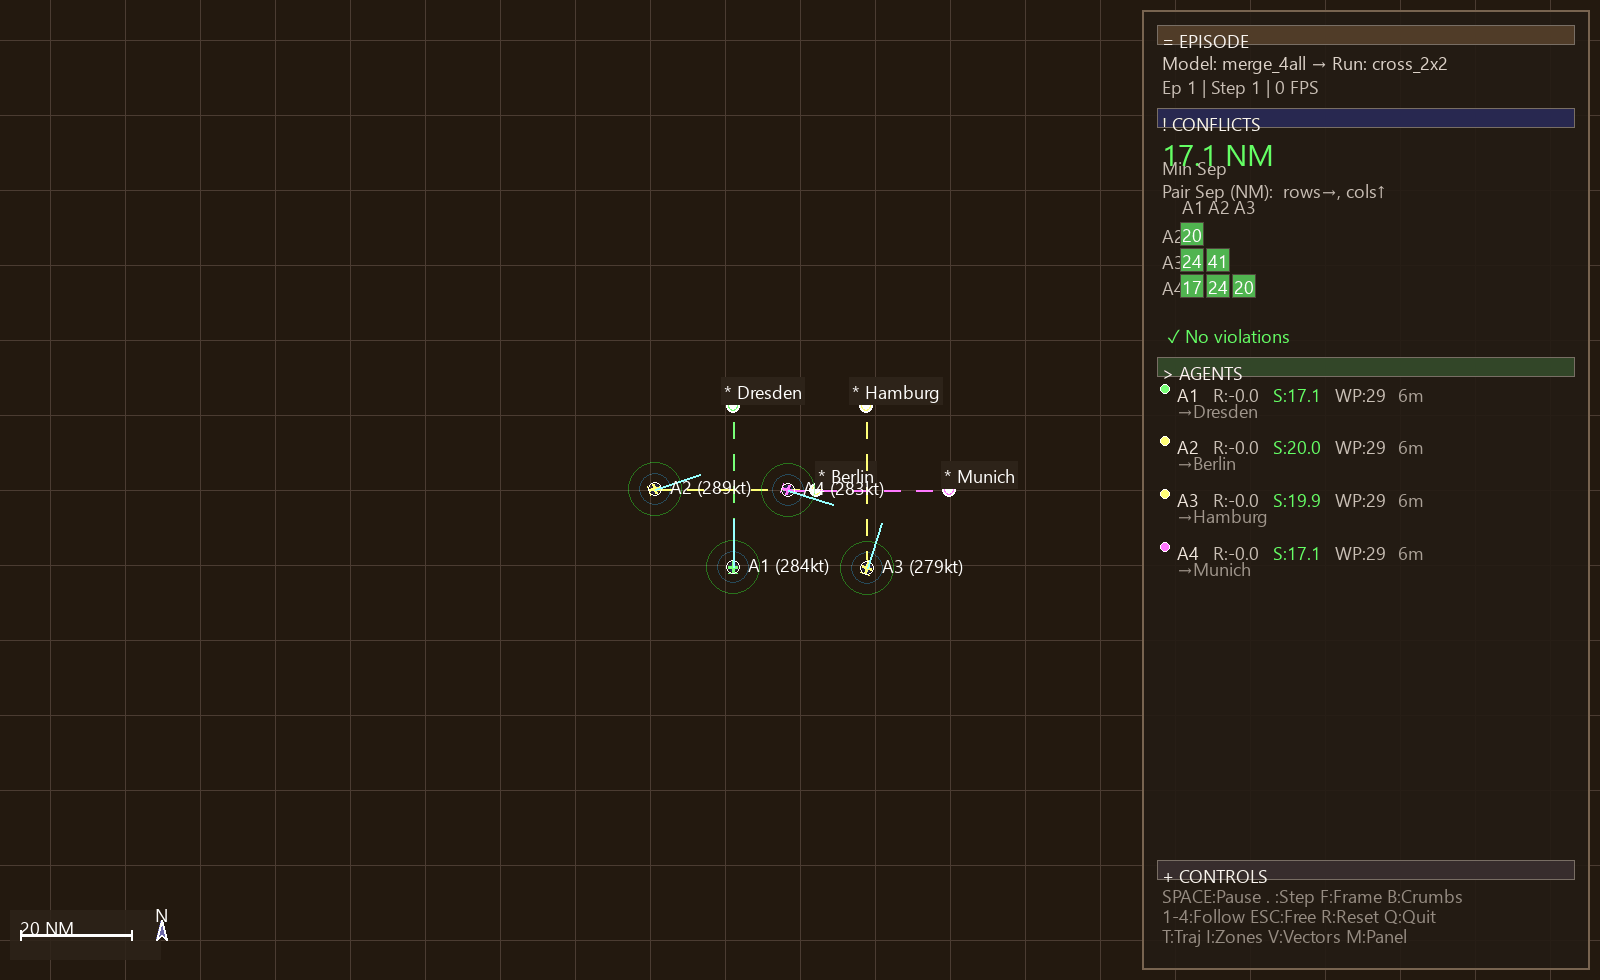 * Dresden
* Hamburg
* Berlin
* Munich
A2 (289kt)
A4 (283kt)
A1 (284kt)
A3 (279kt)
20 NM
N
= EPISODE
Model: merge_4all → Run: cross_2x2
Ep 1 | Step 1 | 0 FPS
! CONFLICTS
17.1 NM
Min Sep
Pair Sep (NM):  rows→, cols↑
A1 A2 A3
A2 20
A3 24 41
A4 17 24 20
✓ No violations
> AGENTS
A1 R:-0.0 S:17.1 WP:29 6m
→Dresden
A2 R:-0.0 S:20.0 WP:29 6m
→Berlin
A3 R:-0.0 S:19.9 WP:29 6m
→Hamburg
A4 R:-0.0 S:17.1 WP:29 6m
→Munich
+ CONTROLS
SPACE:Pause . :Step F:Frame B:Crumbs
1-4:Follow ESC:Free R:Reset Q:Quit
T:Traj I:Zones V:Vectors M:Panel